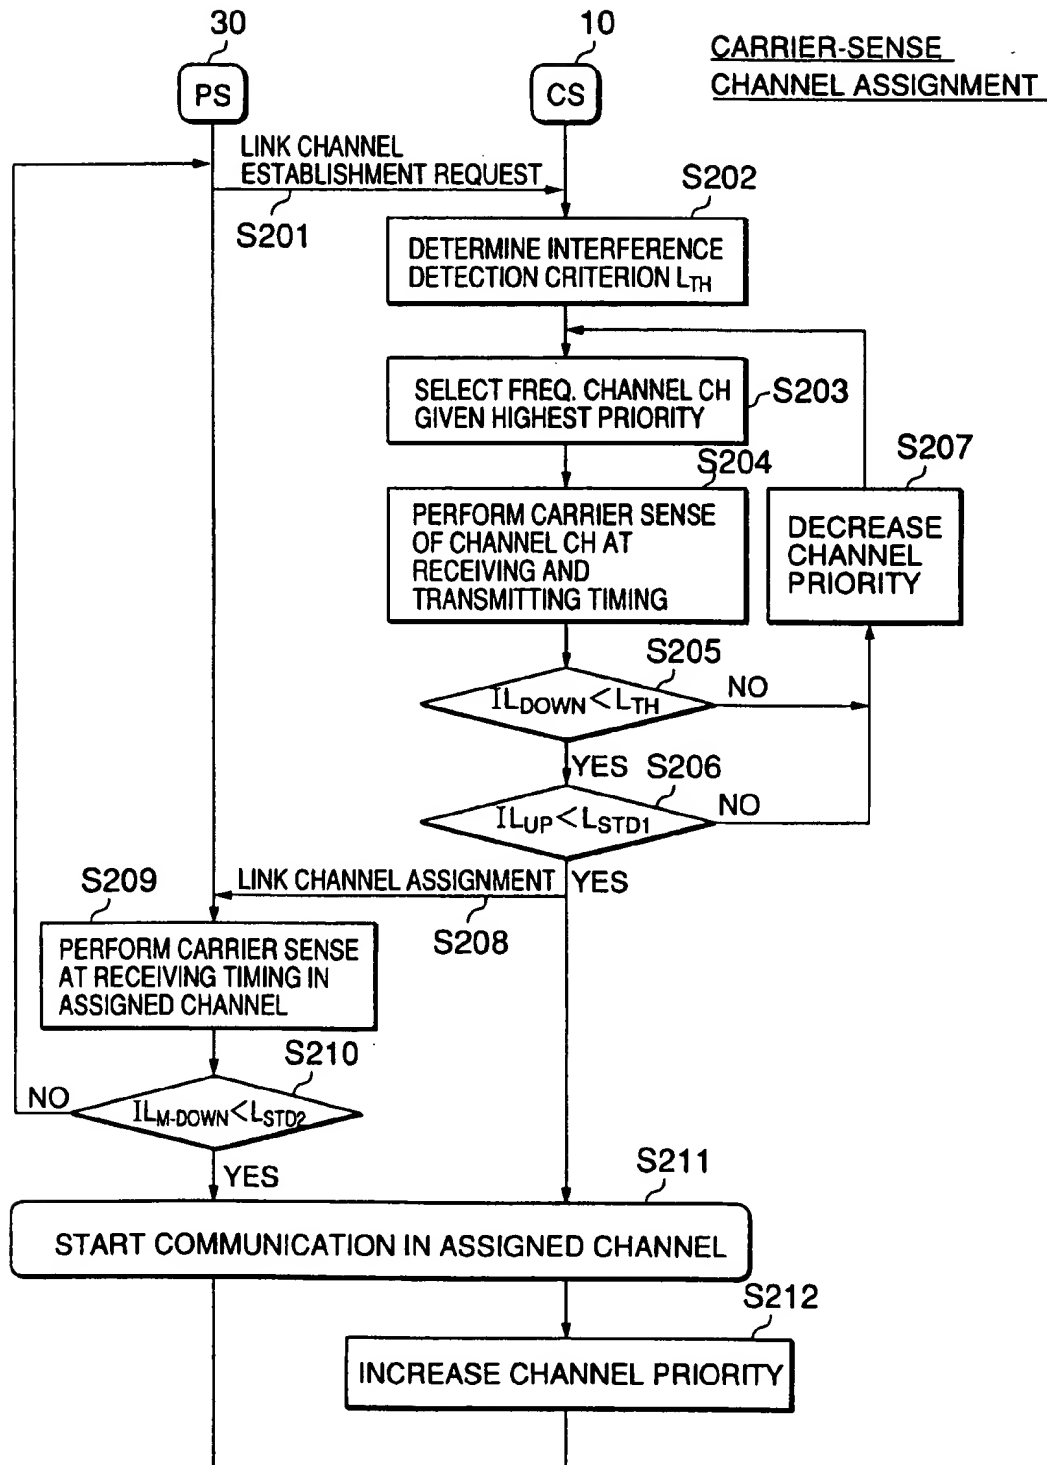 30
10
CARRIER-SENSE
CHANNEL ASSIGNMENT
PS
CS
LINK CHANNEL
ESTABLISHMENT REQUEST
S201
S202
DETERMINE INTERFERENCE
DETECTION CRITERION LTH
SELECT FREQ. CHANNEL CH
GIVEN HIGHEST PRIORITY
S203
S204
PERFORM CARRIER SENSE
OF CHANNEL CH AT
RECEIVING AND
TRANSMITTING TIMING
S207
DECREASE
CHANNEL
PRIORITY
S205
ILDOWN<LTH
NO
YES
S206
ILUP<LSTD1
NO
YES
LINK CHANNEL ASSIGNMENT
S208
S209
PERFORM CARRIER SENSE
AT RECEIVING TIMING IN
ASSIGNED CHANNEL
S210
NO
ILM-DOWN<LSTD2
YES
S211
START COMMUNICATION IN ASSIGNED CHANNEL
S212
INCREASE CHANNEL PRIORITY